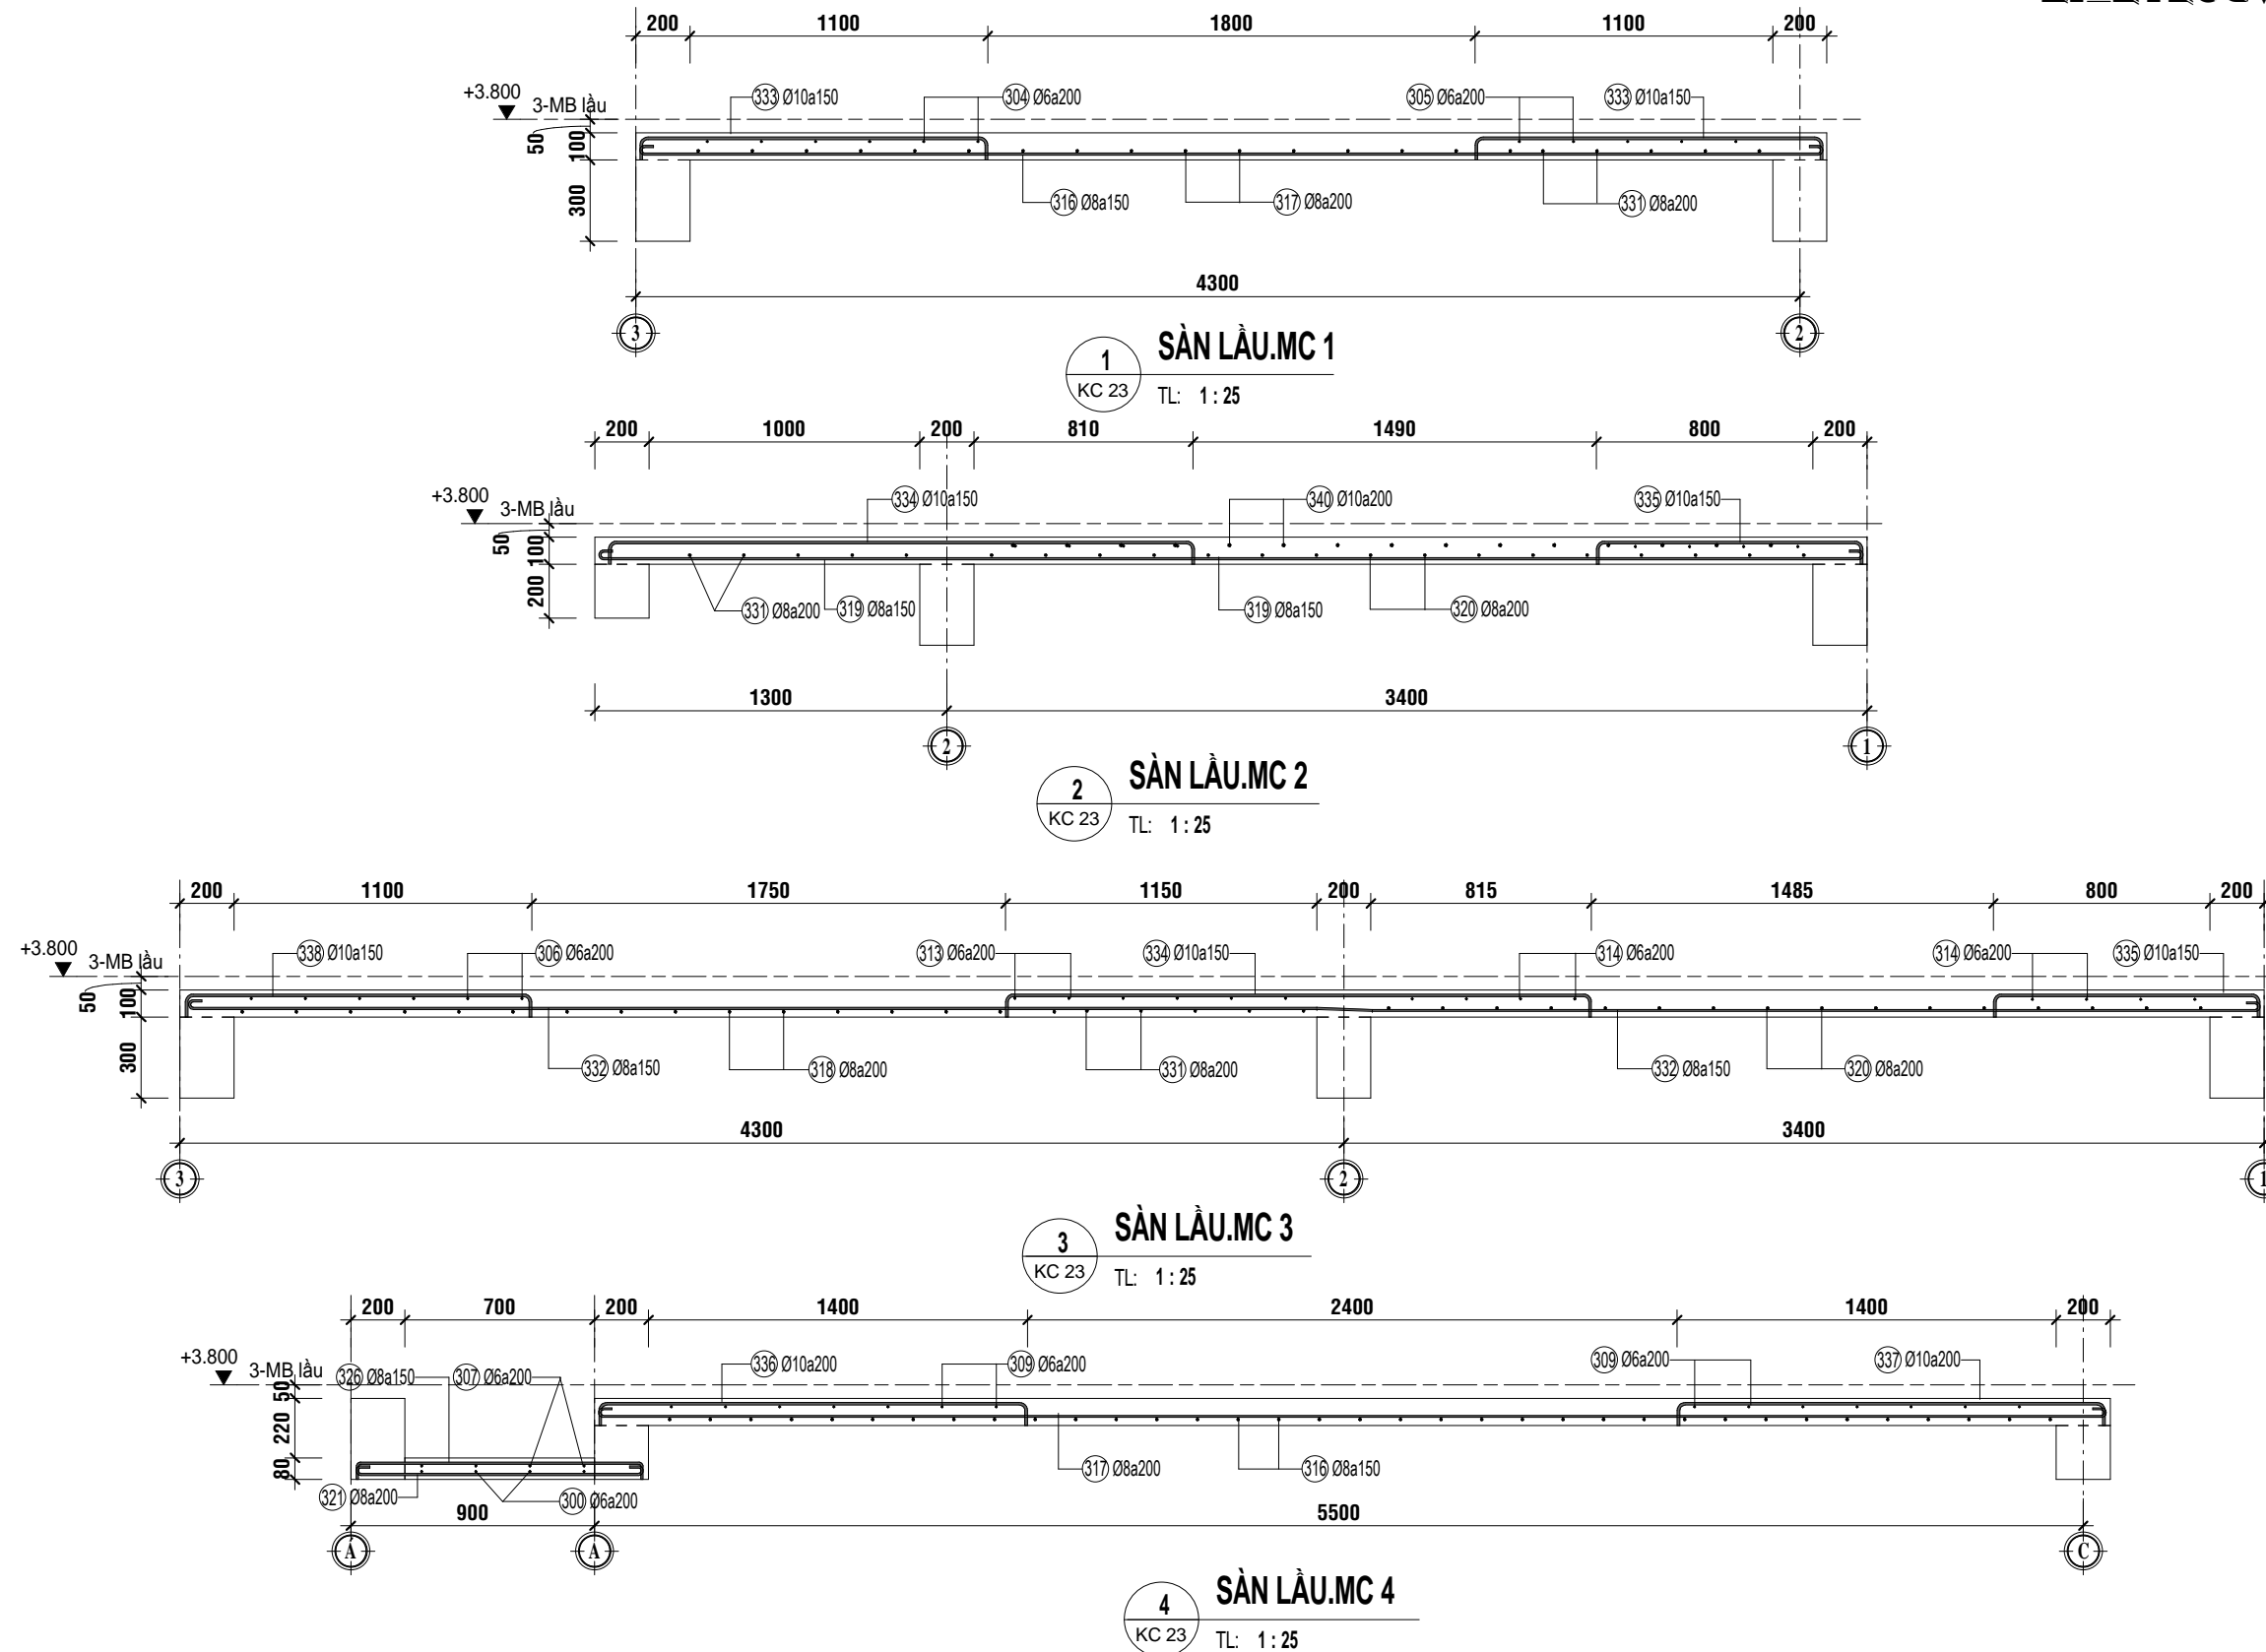 200 1100 1800 1100 200
333 Ø10a150 304 Ø6a200 305 Ø6a200 333 Ø10a150
+3.800 3-MB lầu
50 100 300
316 Ø8a150 317 Ø8a200 331 Ø8a200
4300
3 2
1 KC 23 SÀN LẦU.MC 1
TL: 1 : 25
200 1000 200 810 1490 800 200
334 Ø10a150 340 Ø10a200 335 Ø10a150
+3.800 3-MB lầu
50 100 200
331 Ø8a200 319 Ø8a150 319 Ø8a150 320 Ø8a200
1300 3400
2 1
2 KC 23 SÀN LẦU.MC 2
TL: 1 : 25
200 1100 1750 1150 200 815 1485 800 200
338 Ø10a150 306 Ø6a200 313 Ø6a200 334 Ø10a150 314 Ø6a200 314 Ø6a200 335 Ø10a150
+3.800 3-MB lầu
50 100 300
332 Ø8a150 318 Ø8a200 331 Ø8a200 332 Ø8a150 320 Ø8a200
4300 3400
3 2 1
3 KC 23 SÀN LẦU.MC 3
TL: 1 : 25
200 700 200 1400 2400 1400 200
+3.800 3-MB lầu
326 Ø8a150 307 Ø6a200 336 Ø10a200 309 Ø6a200 309 Ø6a200 337 Ø10a200
50 220 80
321 Ø8a200 300 Ø6a200 317 Ø8a200 316 Ø8a150
900 5500
A A C
4 KC 23 SÀN LẦU.MC 4
TL: 1 : 25